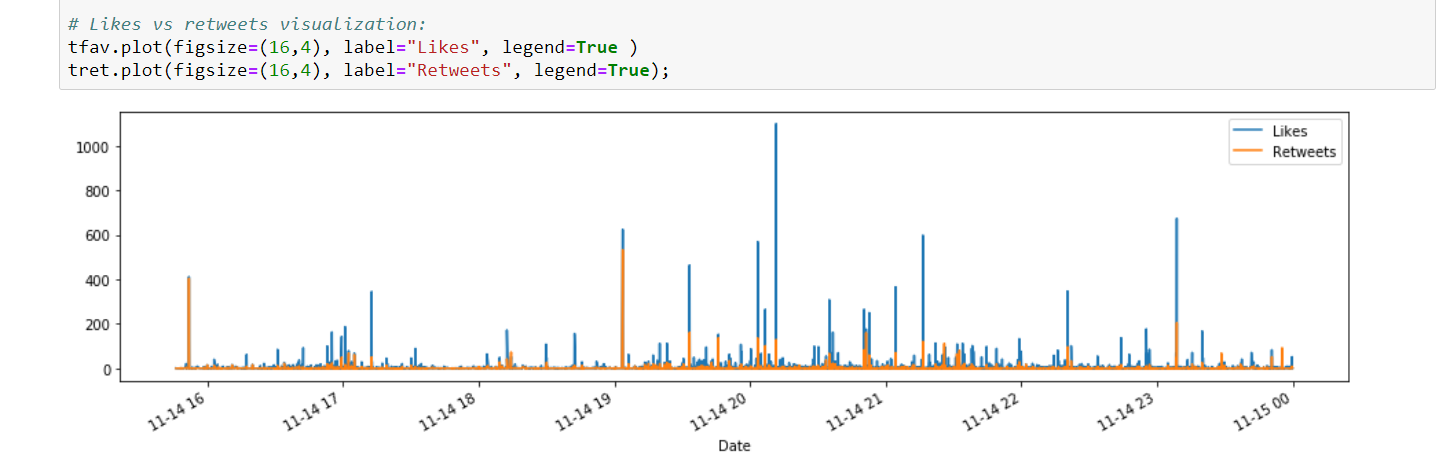 # Likes vs retweets visualization:
tfav.plot(figsize=(16,4), label="Likes", legend=True )
tret.plot(figsize=(16,4), label="Retweets", legend=True);
Likes
Retweets
1000
800
600
400
200
0
11-14 16
11-14 17
11-14 18
11-14 19
11-14 20
11-14 21
11-14 22
11-14 23
11-15 00
Date